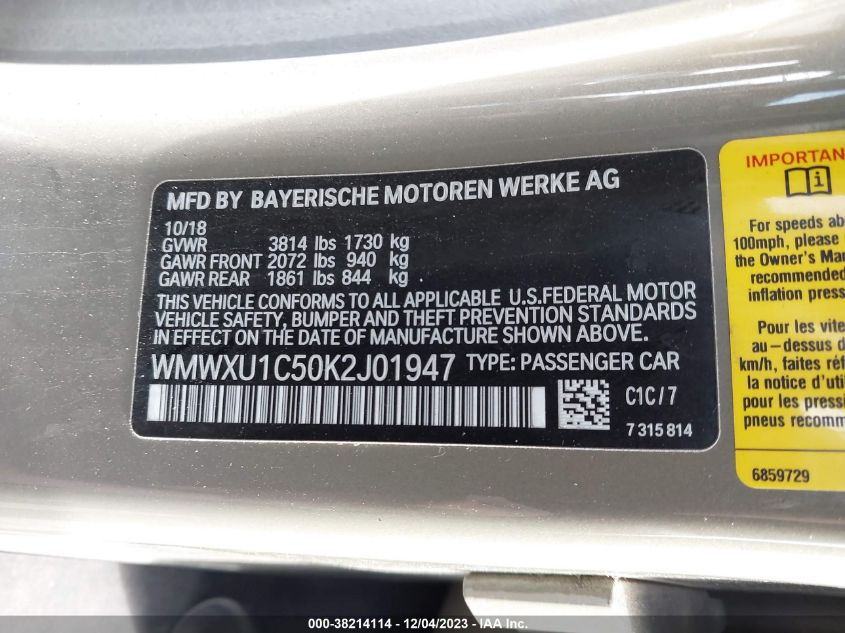 MFD BY BAYERISCHE MOTOREN WERKE AG
10/18
GVWR 3814 lbs 1730 kg
GAWR FRONT 2072 lbs 940 kg
GAWR REAR 1861 lbs 844 kg
THIS VEHICLE CONFORMS TO ALL APPLICABLE U.S.FEDERAL MOTOR
VEHICLE SAFETY, BUMPER AND THEFT PREVENTION STANDARDS
IN EFFECT ON THE DATE OF MANUFACTURE SHOWN ABOVE.
WMWXU1C50K2J01947 TYPE: PASSENGER CAR
C1C/7
7 315 814
IMPORTAN
i
For speeds ab
100mph, please
the Owner's Man
recommended
inflation press
Pour les vite
au-dessus d
km/h, faites réf
la notice d'uti
pour les pressi
pneus recomm
6859729
000-38214114 - 12/04/2023 - IAA Inc.